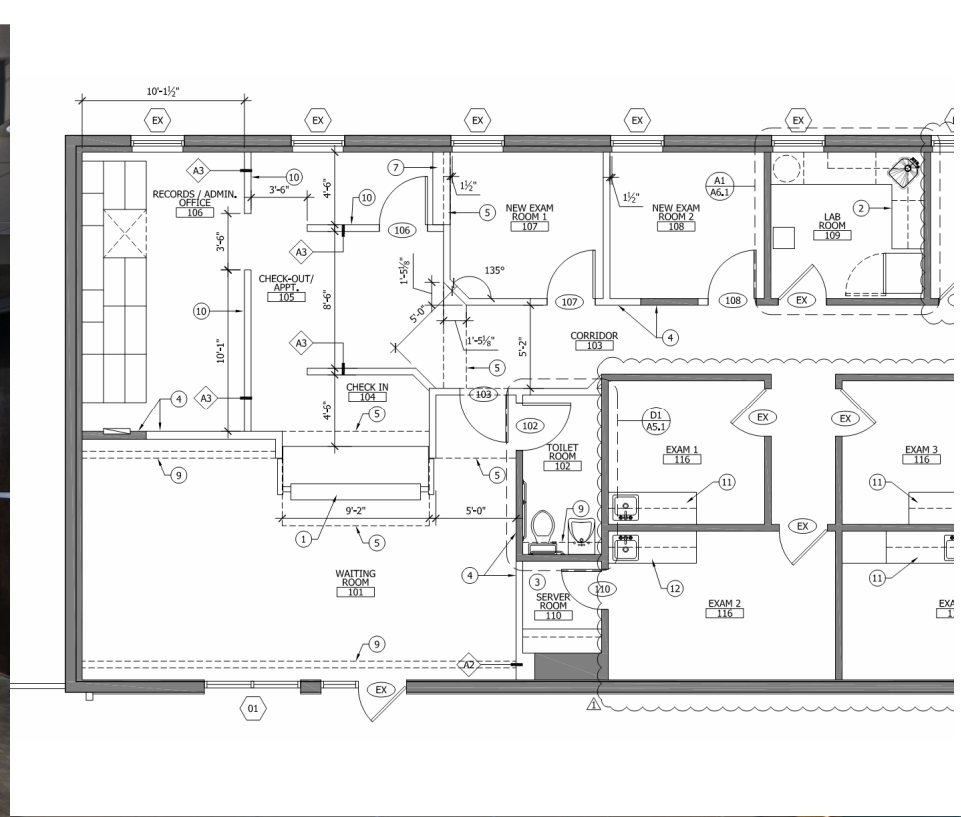 10'-1½"
EX
EX
EX
EX
EX
A3
10
7
3'-6"
4'-6"
1½"
1½"
A1
A6.1
RECORDS / ADMIN.
OFFICE
106
10
5
NEW EXAM
ROOM 1
107
NEW EXAM
ROOM 2
108
2
LAB
ROOM
109
106
3'-6"
A3
CHECK-OUT/
APPT.
105
1'-5⅝"
135°
8'-6"
10
5'-0"
107
108
EX
A3
1'-5⅝"
5'-2"
CORRIDOR
103
4
10'-1"
5
CHECK IN
104
103
4
A3
4'-6"
5
102
D1
A5.1
EX
EX
TOILET
ROOM
102
EXAM 1
116
EXAM 3
116
9
5
11
11
9'-2"
5'-0"
9
EX
1
5
4
3
WAITING
ROOM
101
SERVER
ROOM
110
110
12
11
EXAM 2
116
EXA
9
A2
EX
01
1